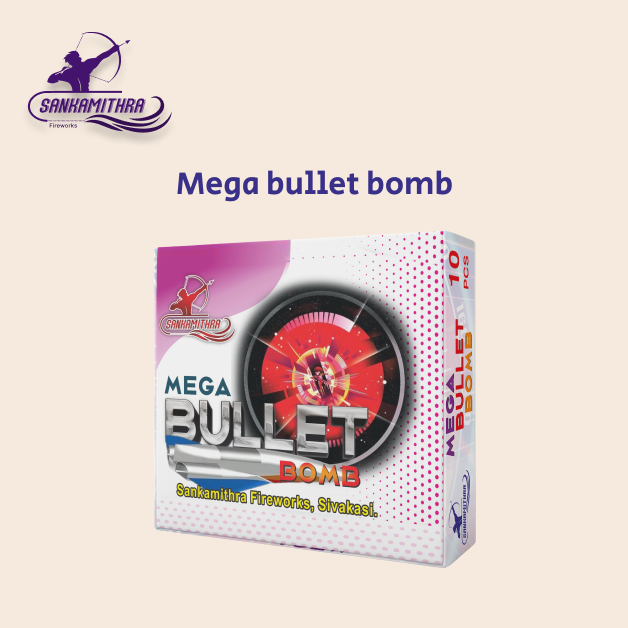 SANKAMITHRA
Fireworks
Mega bullet bomb
SANKAMITHRA
MEGA
BULLET
BOMB
Sankamithra Fireworks, Sivakasi.
10
PCS
MEGA
BULLET
BOMB
SANKAMITHRA